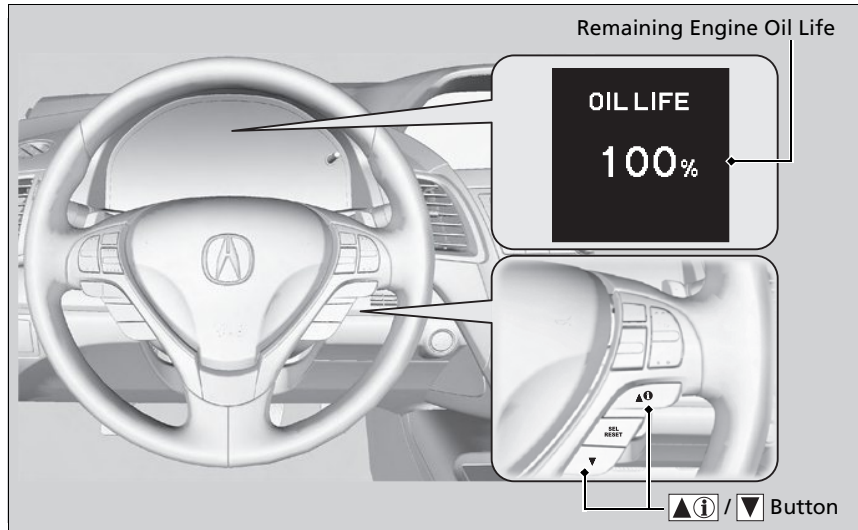 Remaining Engine Oil Life
OIL LIFE
100%
▲ⓘ
SEL
RESET
▼
▲ⓘ / ▼ Button